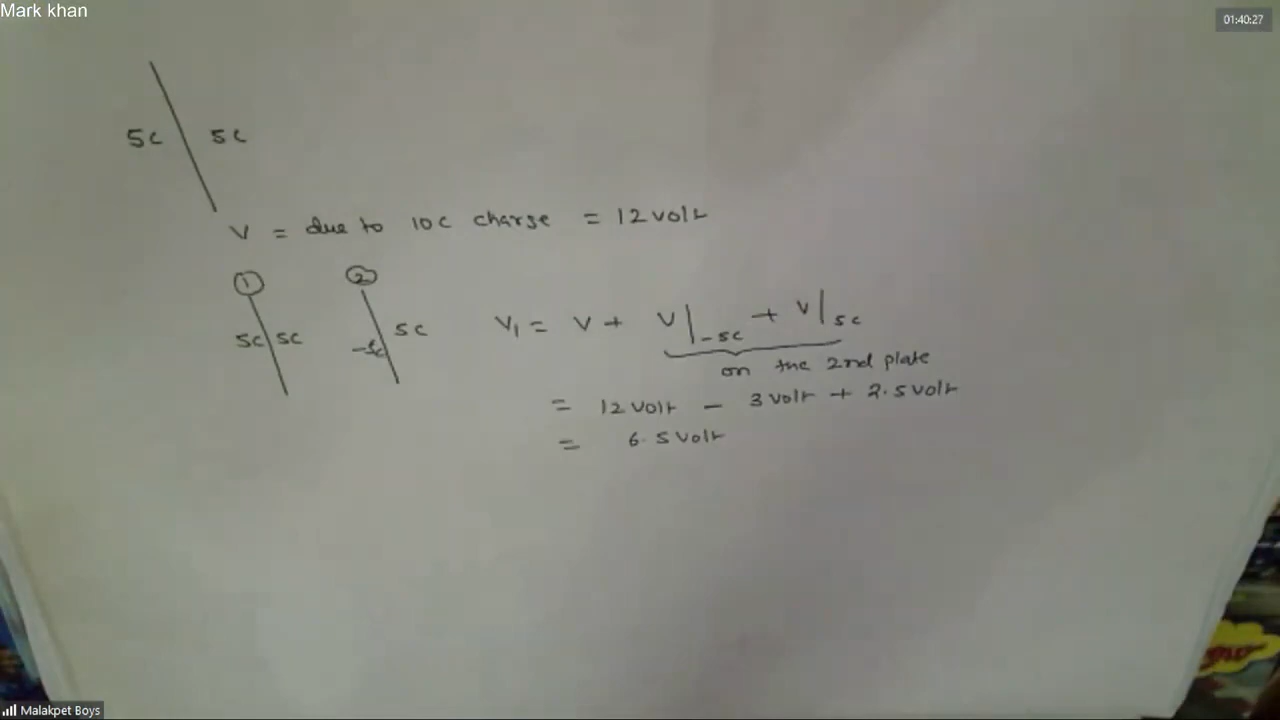 Mark khan
01:40:27
5C 5C
V = due to 10C charge = 12 volt
① ②
5C 5C -5C 5C V₁ = V + V|₋₅C + V|₅C
on the 2nd plate
= 12 volt - 3 volt + 2.5 volt
= 6.5 volt
Malakpet Boys